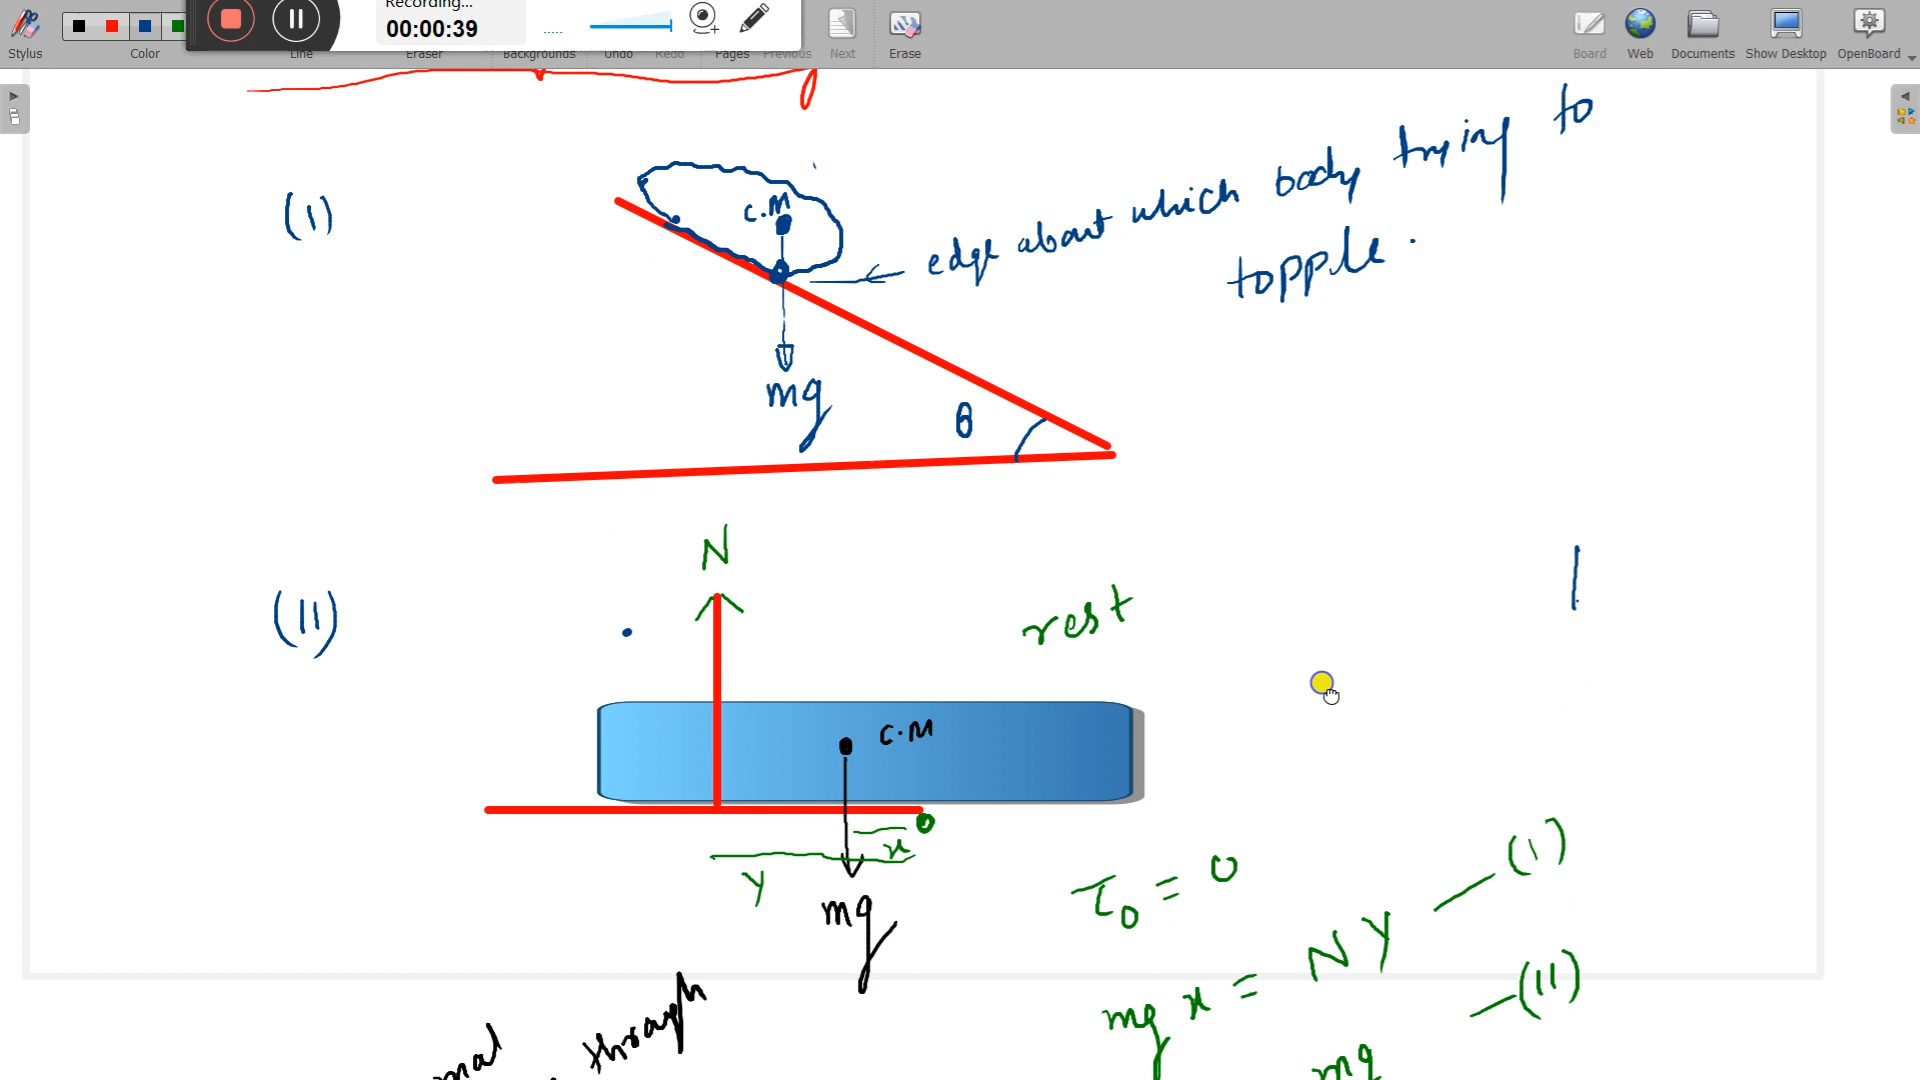 Recording...
00:00:39
Stylus
Color
Line
Eraser
Backgrounds
Undo
Redo
Pages
Previous
Next
Erase
Board
Web
Documents
Show Desktop
OpenBoard
(I)
C.M
edge about which body trying to
topple.
mg
θ
N
(II)
rest
C.M
x
y
mg
τ0 = 0
mg x = N Y — (I)
— (II)
mg
through